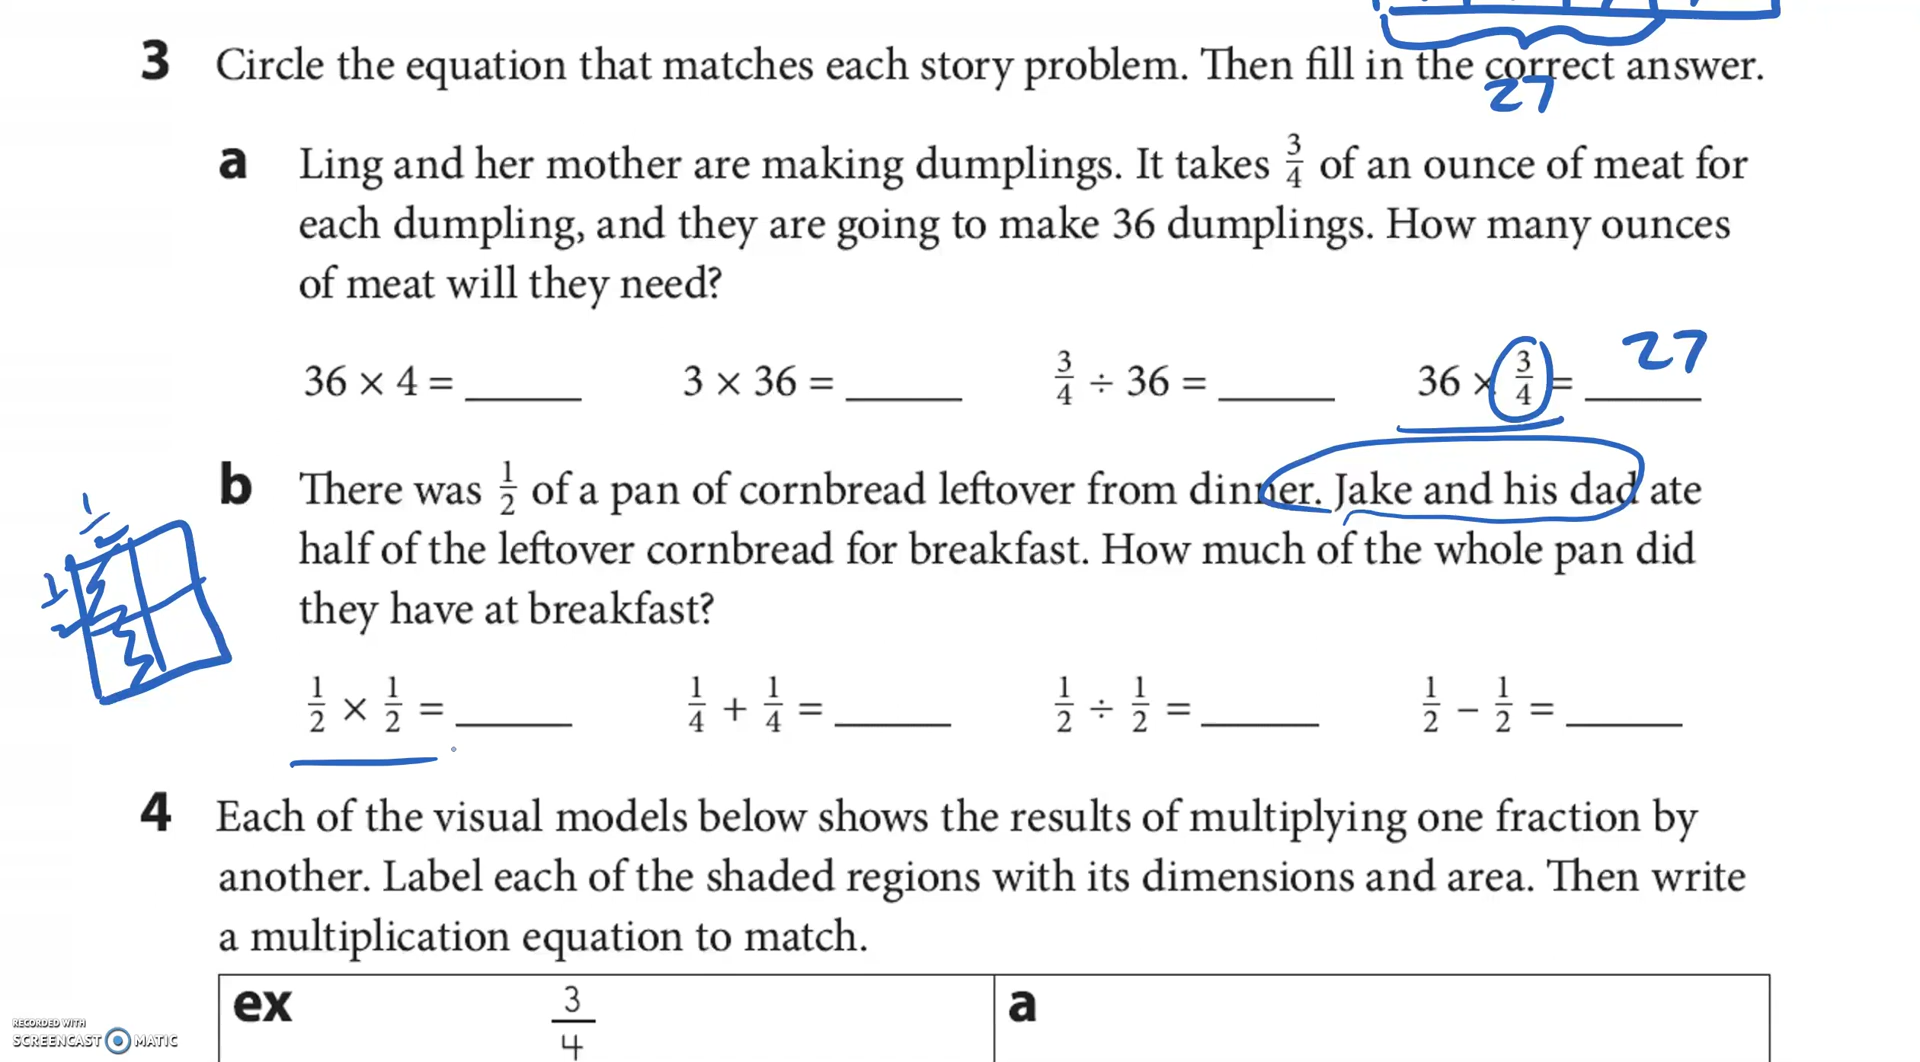 3 Circle the equation that matches each story problem. Then fill in the correct answer.
27
a Ling and her mother are making dumplings. It takes 3/4 of an ounce of meat for
each dumpling, and they are going to make 36 dumplings. How many ounces
of meat will they need?
36 × 4 = ______ 3 × 36 = ______ 3/4 ÷ 36 = ______ 36 × 3/4 = 27
b There was 1/2 of a pan of cornbread leftover from dinner. Jake and his dad ate
half of the leftover cornbread for breakfast. How much of the whole pan did
they have at breakfast?
1/2
1/2
1/2 × 1/2 = ______ 1/4 + 1/4 = ______ 1/2 ÷ 1/2 = ______ 1/2 – 1/2 = ______
4 Each of the visual models below shows the results of multiplying one fraction by
another. Label each of the shaded regions with its dimensions and area. Then write
a multiplication equation to match.
ex 3/4 a
RECORDED WITH
SCREENCAST MATIC